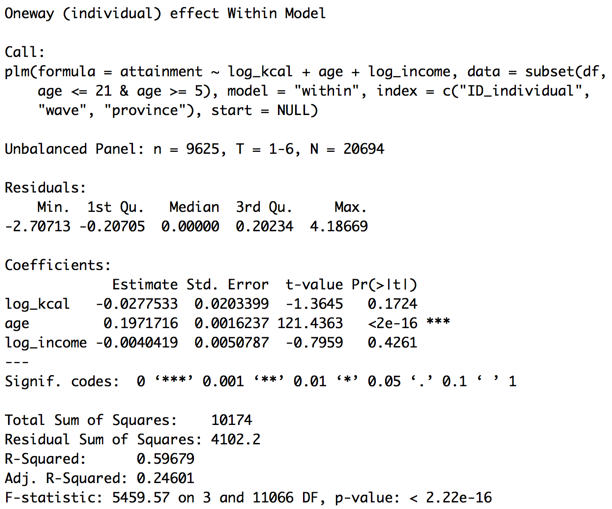 Oneway (individual) effect Within Model
Call:
plm(formula = attainment ~ log_kcal + age + log_income, data = subset(df,
    age <= 21 & age >= 5), model = "within", index = c("ID_individual",
    "wave", "province"), start = NULL)
Unbalanced Panel: n = 9625, T = 1-6, N = 20694
Residuals:
    Min.  1st Qu.   Median  3rd Qu.     Max.
-2.70713 -0.20705  0.00000  0.20234  4.18669
Coefficients:
             Estimate Std. Error  t-value Pr(>|t|)
log_kcal   -0.0277533  0.0203399  -1.3645   0.1724
age         0.1971716  0.0016237 121.4363   <2e-16 ***
log_income -0.0040419  0.0050787  -0.7959   0.4261
---
Signif. codes:  0 ‘***’ 0.001 ‘**’ 0.01 ‘*’ 0.05 ‘.’ 0.1 ‘ ’ 1
Total Sum of Squares:    10174
Residual Sum of Squares: 4102.2
R-Squared:      0.59679
Adj. R-Squared: 0.24601
F-statistic: 5459.57 on 3 and 11066 DF, p-value: < 2.22e-16